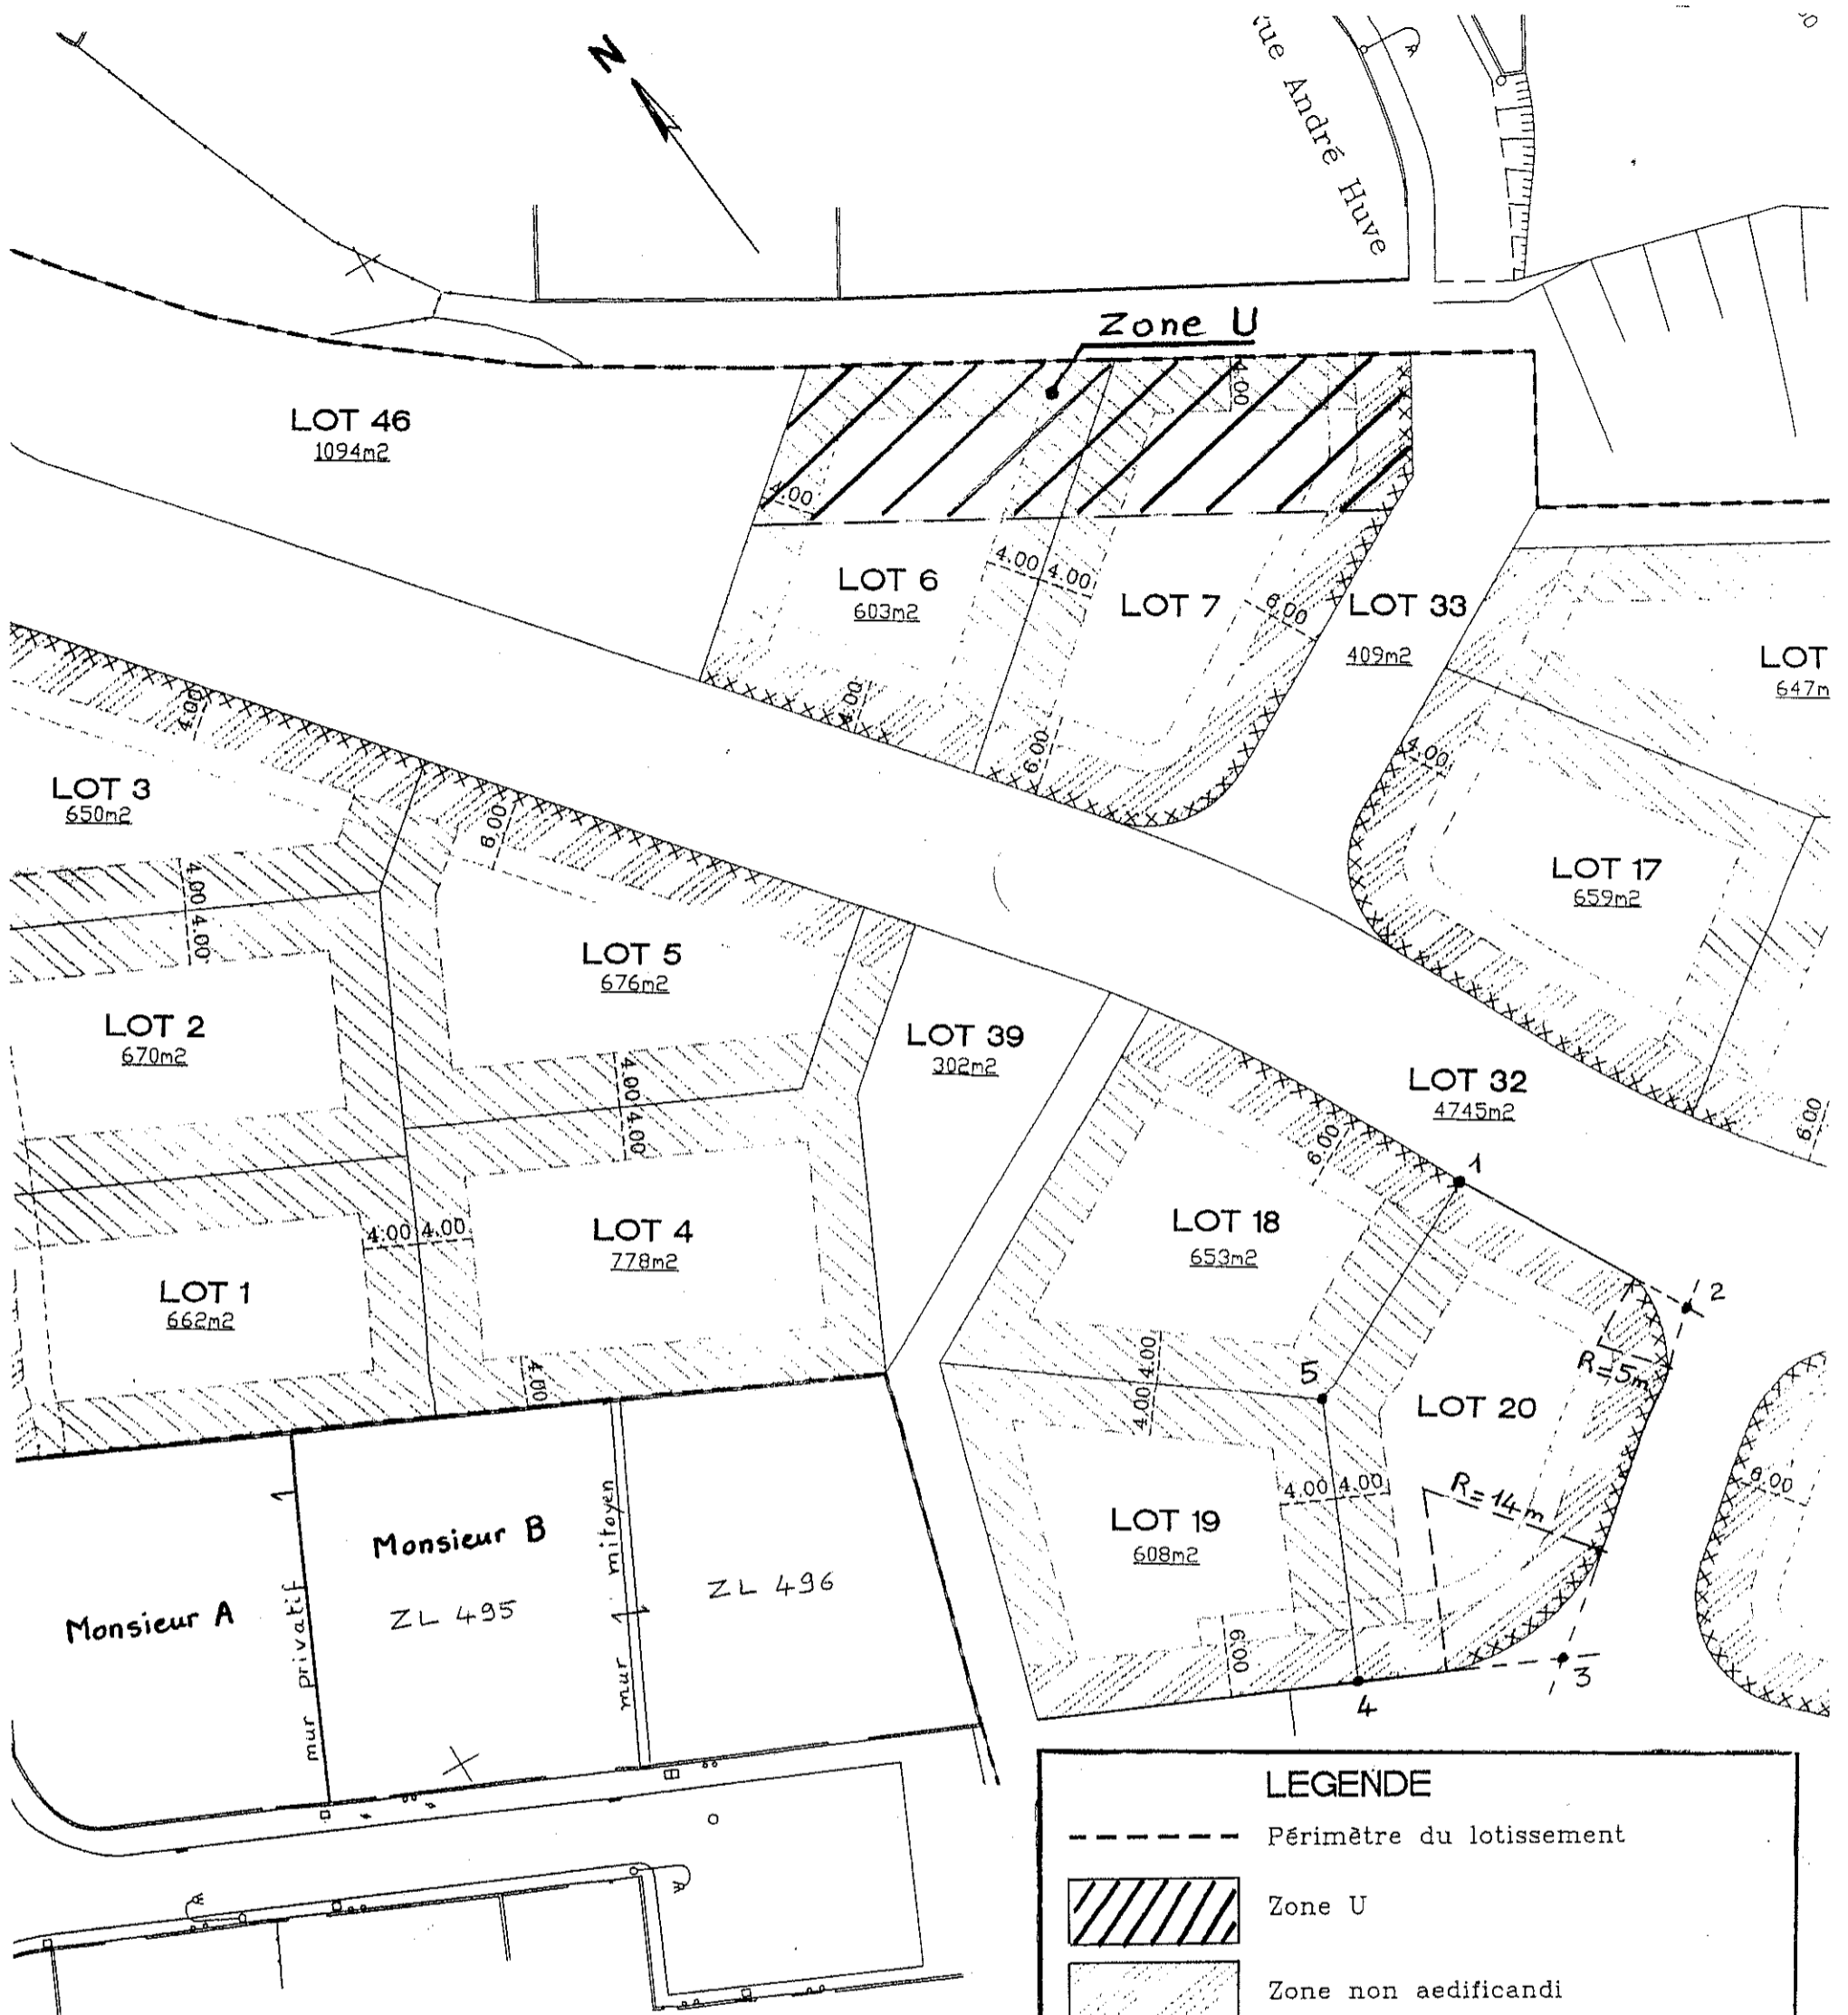 N
rue André Huve
Zone U
4.00
LOT 46
1094m2
4.00
LOT 6
603m2
4.00 4.00
LOT 7
6.00
LOT 33
409m2
LOT
647m
4.00
4.00
4.00
6.00
LOT 3
650m2
6.00
LOT 17
659m2
4.00 4.00
LOT 5
676m2
LOT 2
670m2
LOT 39
302m2
4.00 4.00
LOT 32
4745m2
6.00
6.00
1
LOT 18
653m2
4.00 4.00
LOT 4
778m2
LOT 1
662m2
2
R=5m
4.00
4.00 4.00
5
LOT 20
6.00
4.00 4.00
R=14m
LOT 19
608m2
Monsieur B
mur mitoyen
ZL 496
ZL 495
Monsieur A
mur privatif
6.00
3
4
LEGENDE
Périmètre du lotissement
Zone U
Zone non aedificandi